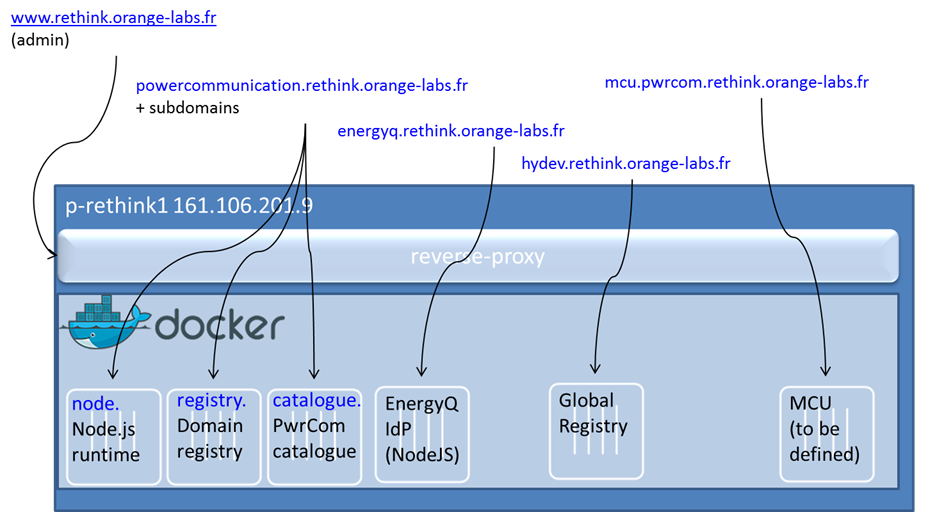 www.rethink.orange-labs.fr
(admin)
powercommunication.rethink.orange-labs.fr
+ subdomains
mcu.pwrcom.rethink.orange-labs.fr
energyq.rethink.orange-labs.fr
hydev.rethink.orange-labs.fr
p-rethink1 161.106.201.9
reverse-proxy
docker
node.
Node.js
runtime
registry.
Domain
registry
catalogue.
PwrCom
catalogue
EnergyQ
IdP
(NodeJS)
Global
Registry
MCU
(to be
defined)